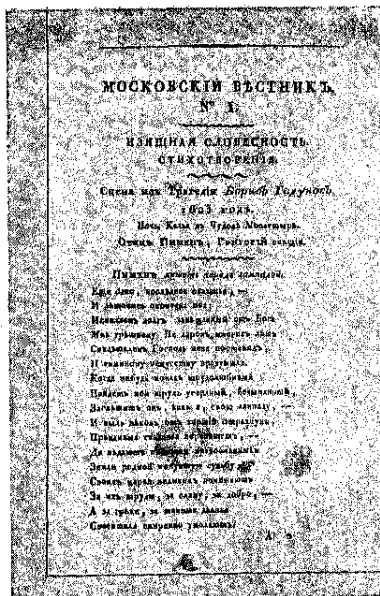 МОСКОВСКІЙ ВѢСТНИКЪ.
№ I.
ИЗЯЩНАЯ СЛОВЕСНОСТЬ
СТИХОТВОРЕНІЯ.
Сцена изъ Трагедіи Борисъ Годуновъ.
1603 года.
Ночь. Келья въ Чудовѣ Монастырѣ.
Отецъ Пименъ, Григорій спящій.
Пименъ пишетъ передъ лампадой.
Еще одно, послѣднее сказанье, —
И лѣтопись окончена моя;
Исполненъ долгъ завѣщанный отъ Бога
Мнѣ грѣшному. Не даромъ многихъ лѣтъ
Свидѣтелемъ Господь меня
И книжному искусству вразумилъ.
Когда нибудь монахъ трудолюбивый
Найдетъ мой трудъ усердный, безымянный,
Засвѣтитъ онъ, какъ я, свою лампаду, —
И пыль вѣковъ отъ хартій отряхнувъ,
Правдивыя сказанья перепишетъ, —
Да вѣдаютъ потомки
Земли родной минувшую судьбу,
Своихъ царей великихъ поминаютъ
За ихъ труды, за славу, за добро, —
А за грѣхи, за темныя дѣянья
Спасителя смиренно умоляютъ.